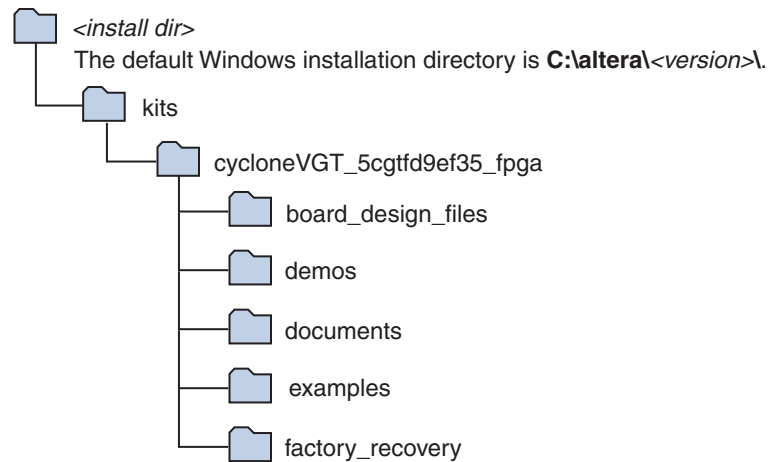 <install dir>
The default Windows installation directory is C:\altera\<version>\.
kits
cycloneVGT_5cgtfd9ef35_fpga
board_design_files
demos
documents
examples
factory_recovery